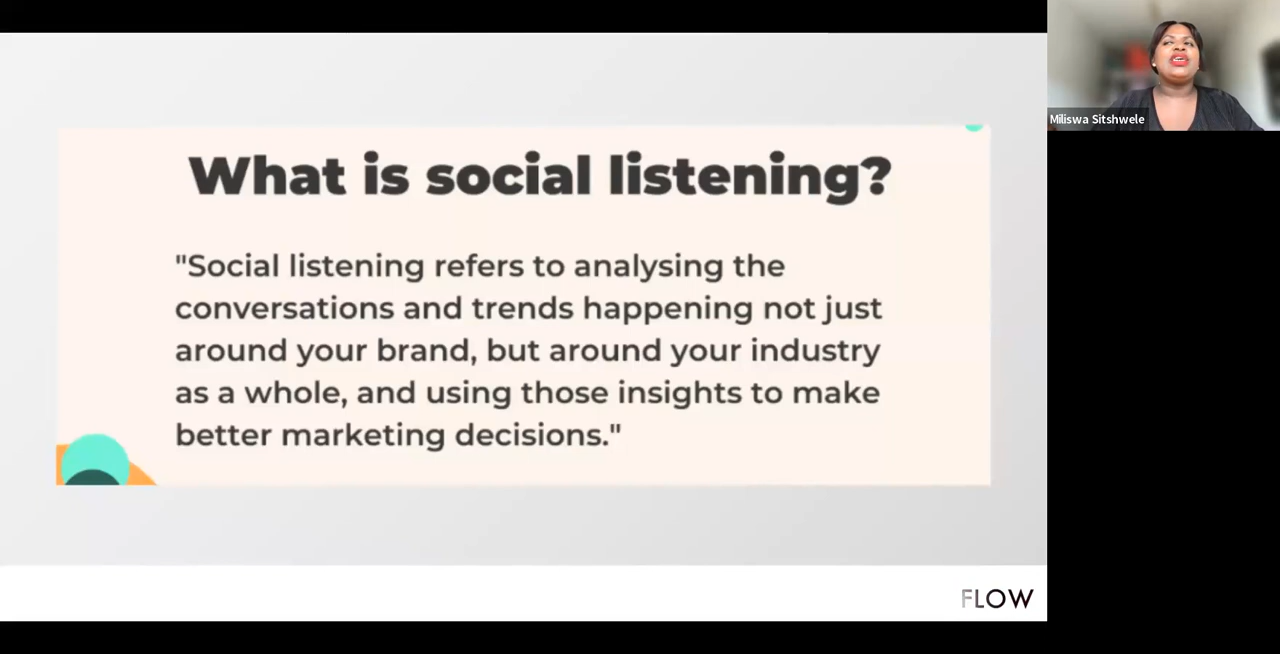 What is social listening?
"Social listening refers to analysing the
conversations and trends happening not just
around your brand, but around your industry
as a whole, and using those insights to make
better marketing decisions."
Miliswa Sitshwele
FLOW